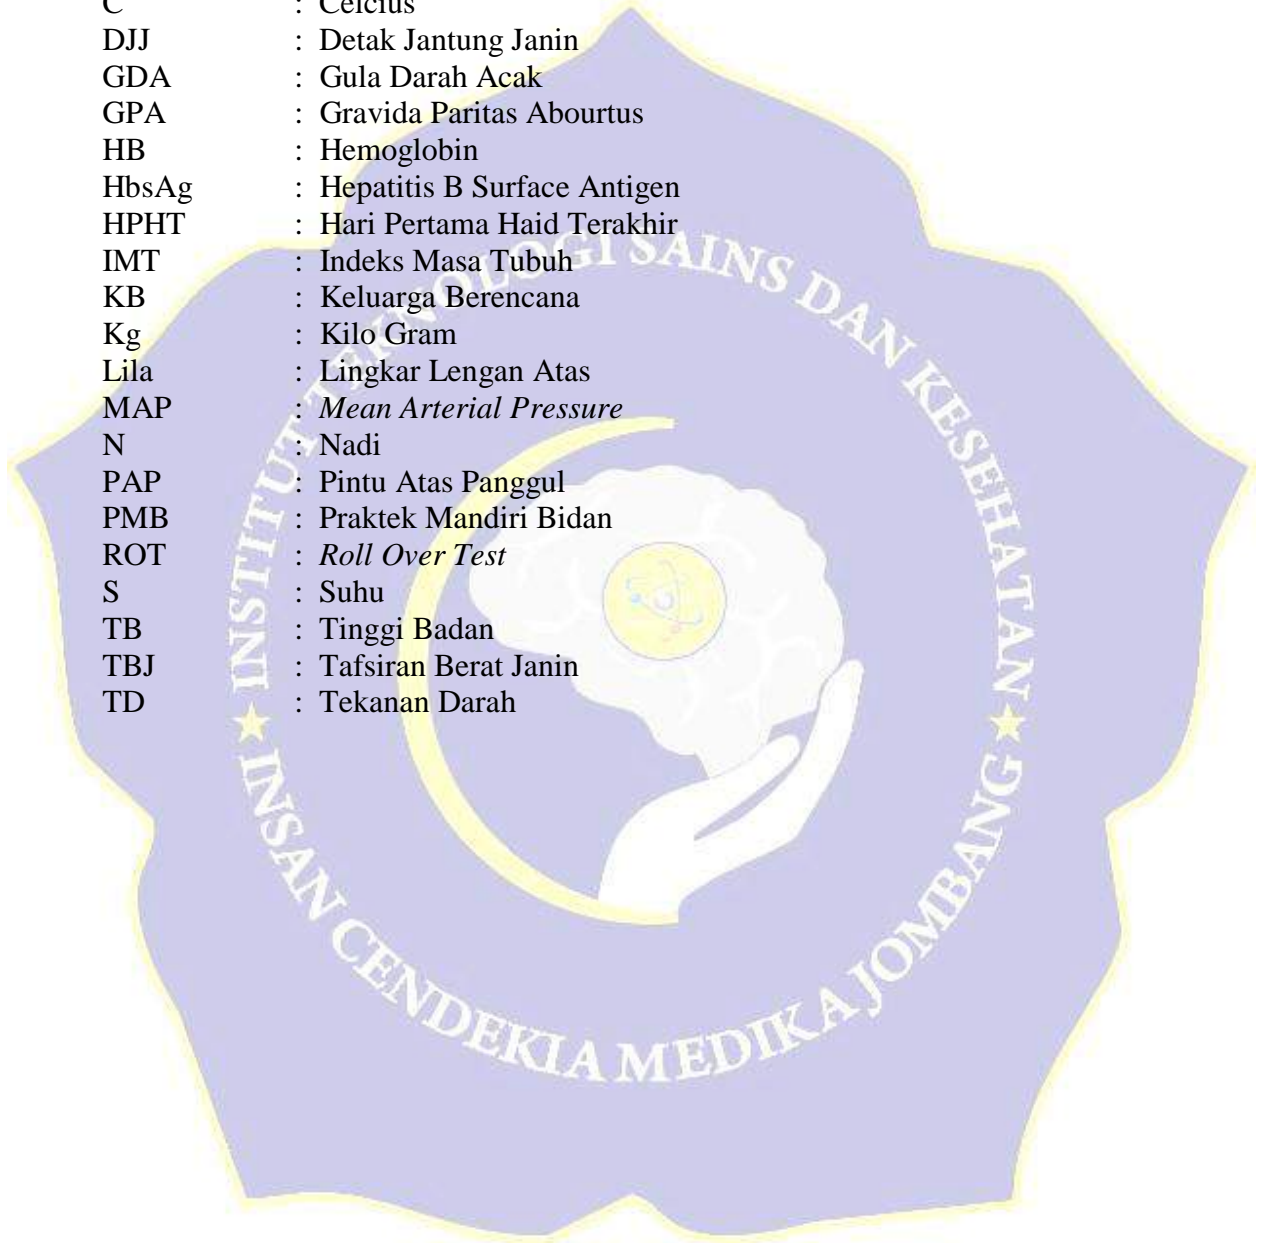 C : Celcius
DJJ : Detak Jantung Janin
GDA : Gula Darah Acak
GPA : Gravida Paritas Abourtus
HB : Hemoglobin
HbsAg : Hepatitis B Surface Antigen
HPHT : Hari Pertama Haid Terakhir
IMT : Indeks Masa Tubuh
KB : Keluarga Berencana
Kg : Kilo Gram
Lila : Lingkar Lengan Atas
MAP : Mean Arterial Pressure
N : Nadi
PAP : Pintu Atas Panggul
PMB : Praktek Mandiri Bidan
ROT : Roll Over Test
S : Suhu
TB : Tinggi Badan
TBJ : Tafsiran Berat Janin
TD : Tekanan Darah
INSTITUT TEKNOLOGI SAINS DAN KESEHATAN
INSAN CENDEKIA MEDIKA JOMBANG